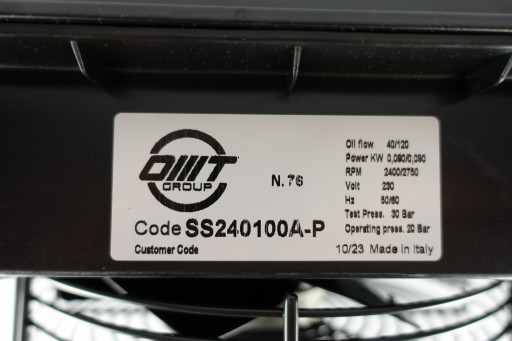 OMT
GROUP
N. 76
Code SS240100A-P
Customer Code
Oil flow 40/120
Power KW 0,080/0,090
RPM 2400/2750
Volt 230
Hz 50/60
Test Press. 30 Bar
Operating press. 20 Bar
10/23 Made in Italy